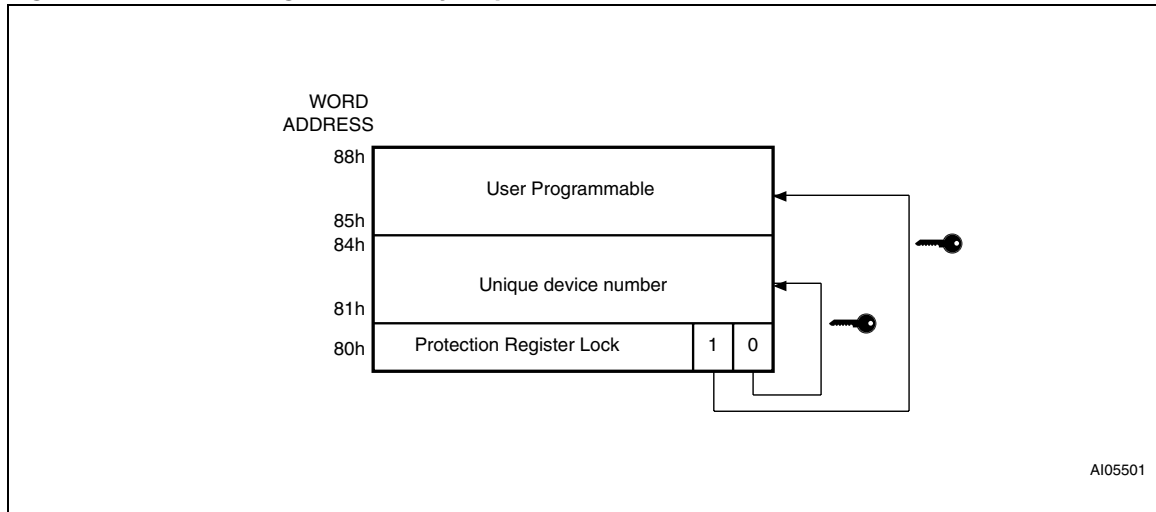 WORD
ADDRESS
88h
User Programmable
85h
84h
Unique device number
81h
80h
Protection Register Lock
1
0
AI05501